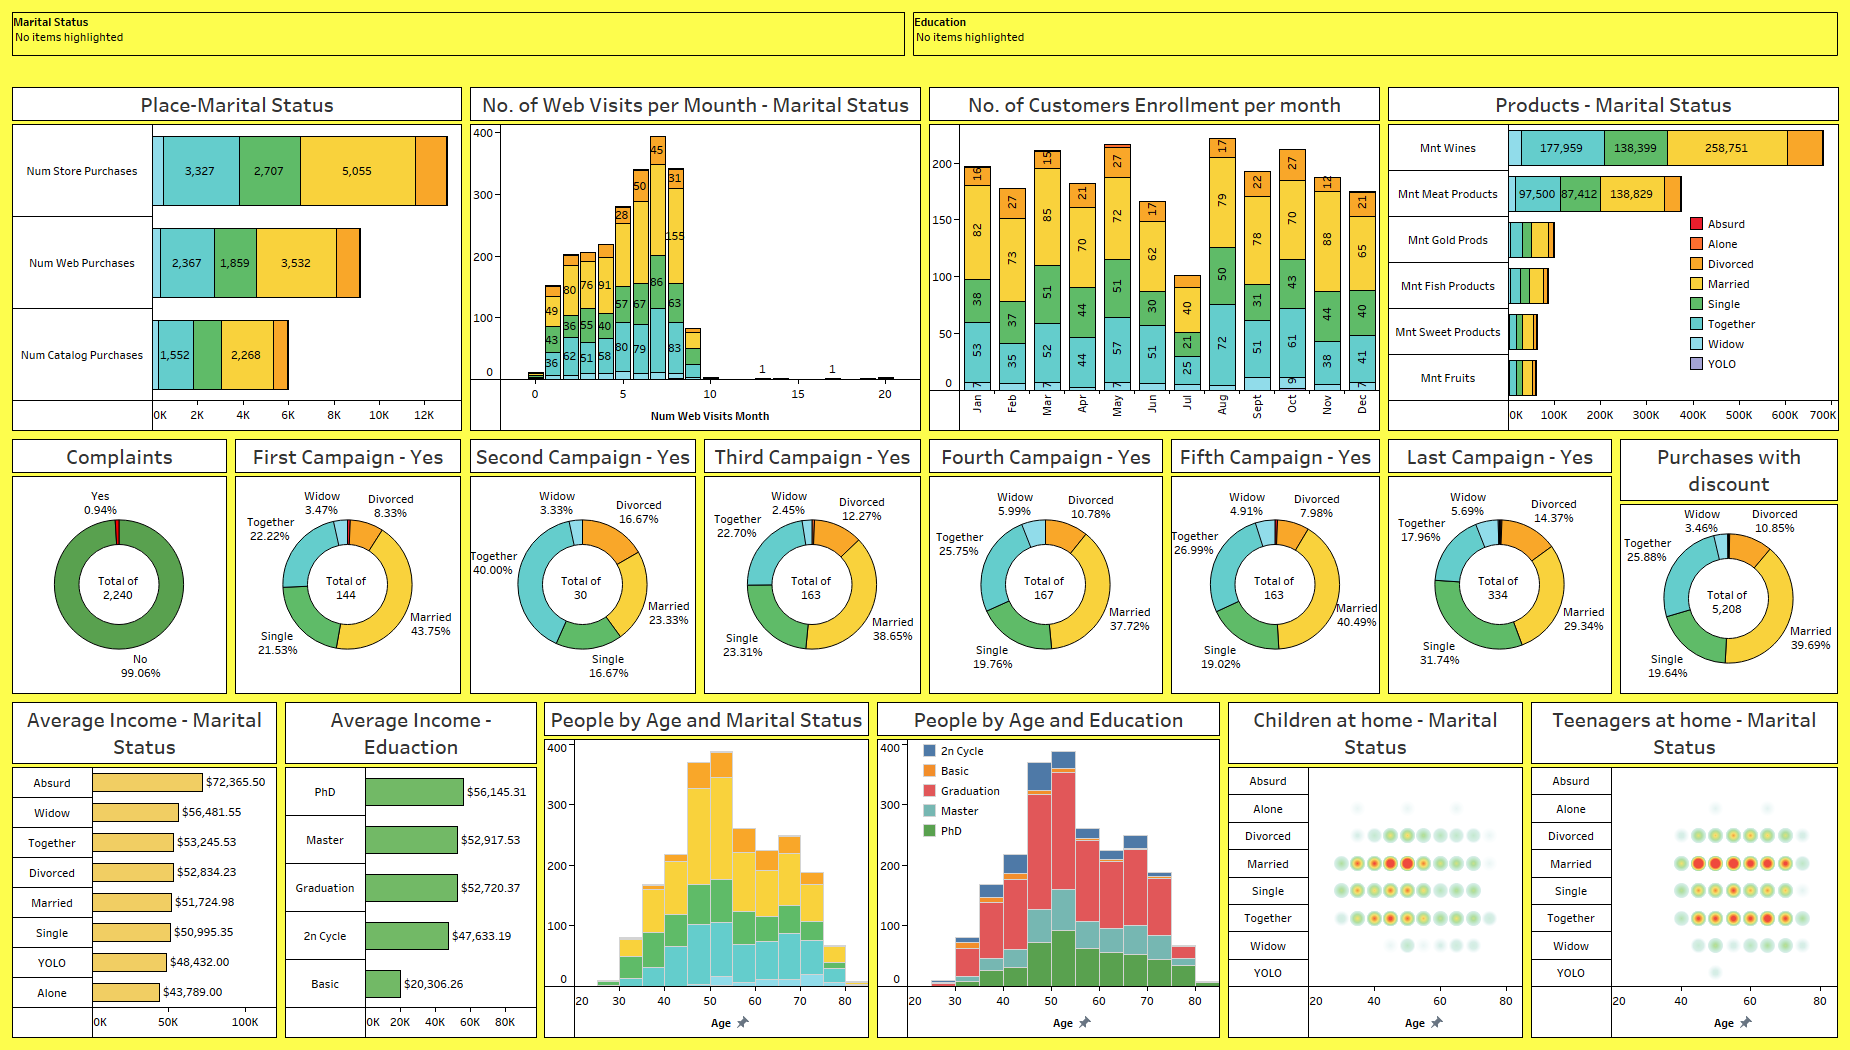 Marital Status
No items highlighted
Education
No items highlighted
Place-Marital Status
Num Store Purchases
3,327
2,707
5,055
Num Web Purchases
2,367
1,859
3,532
Num Catalog Purchases
1,552
2,268
0K 2K 4K 6K 8K 10K 12K
No. of Web Visits per Mounth - Marital Status
400
300
200
100
0
49
43
36
80
36
62
76
55
51
91
40
58
28
57
80
50
67
79
45
86
31
155
63
83
1
1
0 5 10 15 20
Num Web Visits Month
No. of Customers Enrollment per month
200
150
100
50
0
16
82
38
53
7
27
73
37
35
15
85
51
52
7
21
70
44
44
27
72
51
57
7
17
62
30
51
40
21
25
17
79
50
72
22
78
31
51
27
70
43
61
9
12
88
44
38
21
65
40
41
7
Jan Feb Mar Apr May Jun Jul Aug Sept Oct Nov Dec
Products - Marital Status
Mnt Wines
177,959
138,399
258,751
Mnt Meat Products
97,500
87,412
138,829
Mnt Gold Prods
Mnt Fish Products
Mnt Sweet Products
Mnt Fruits
Absurd
Alone
Divorced
Married
Single
Together
Widow
YOLO
0K 100K 200K 300K 400K 500K 600K 700K
Complaints
Yes
0.94%
Total of
2,240
No
99.06%
First Campaign - Yes
Widow
3.47%
Divorced
8.33%
Together
22.22%
Total of
144
Married
43.75%
Single
21.53%
Second Campaign - Yes
Widow
3.33%
Divorced
16.67%
Together
40.00%
Total of
30
Married
23.33%
Single
16.67%
Third Campaign - Yes
Widow
2.45%
Divorced
12.27%
Together
22.70%
Total of
163
Married
38.65%
Single
23.31%
Fourth Campaign - Yes
Widow
5.99%
Divorced
10.78%
Together
25.75%
Total of
167
Married
37.72%
Single
19.76%
Fifth Campaign - Yes
Widow
4.91%
Divorced
7.98%
Together
26.99%
Total of
163
Married
40.49%
Single
19.02%
Last Campaign - Yes
Widow
5.69%
Divorced
14.37%
Together
17.96%
Total of
334
Married
29.34%
Single
31.74%
Purchases with
discount
Widow
3.46%
Divorced
10.85%
Together
25.88%
Total of
5,208
Married
39.69%
Single
19.64%
Average Income - Marital
Status
Absurd $72,365.50
Widow $56,481.55
Together $53,245.53
Divorced $52,834.23
Married $51,724.98
Single $50,995.35
YOLO $48,432.00
Alone $43,789.00
0K 50K 100K
Average Income -
Eduaction
PhD $56,145.31
Master $52,917.53
Graduation $52,720.37
2n Cycle $47,633.19
Basic $20,306.26
0K 20K 40K 60K 80K
People by Age and Marital Status
400
300
200
100
0
20 30 40 50 60 70 80
Age
People by Age and Education
400
300
200
100
0
2n Cycle
Basic
Graduation
Master
PhD
20 30 40 50 60 70 80
Age
Children at home - Marital
Status
Absurd
Alone
Divorced
Married
Single
Together
Widow
YOLO
20 40 60 80
Age
Teenagers at home - Marital
Status
Absurd
Alone
Divorced
Married
Single
Together
Widow
YOLO
20 40 60 80
Age